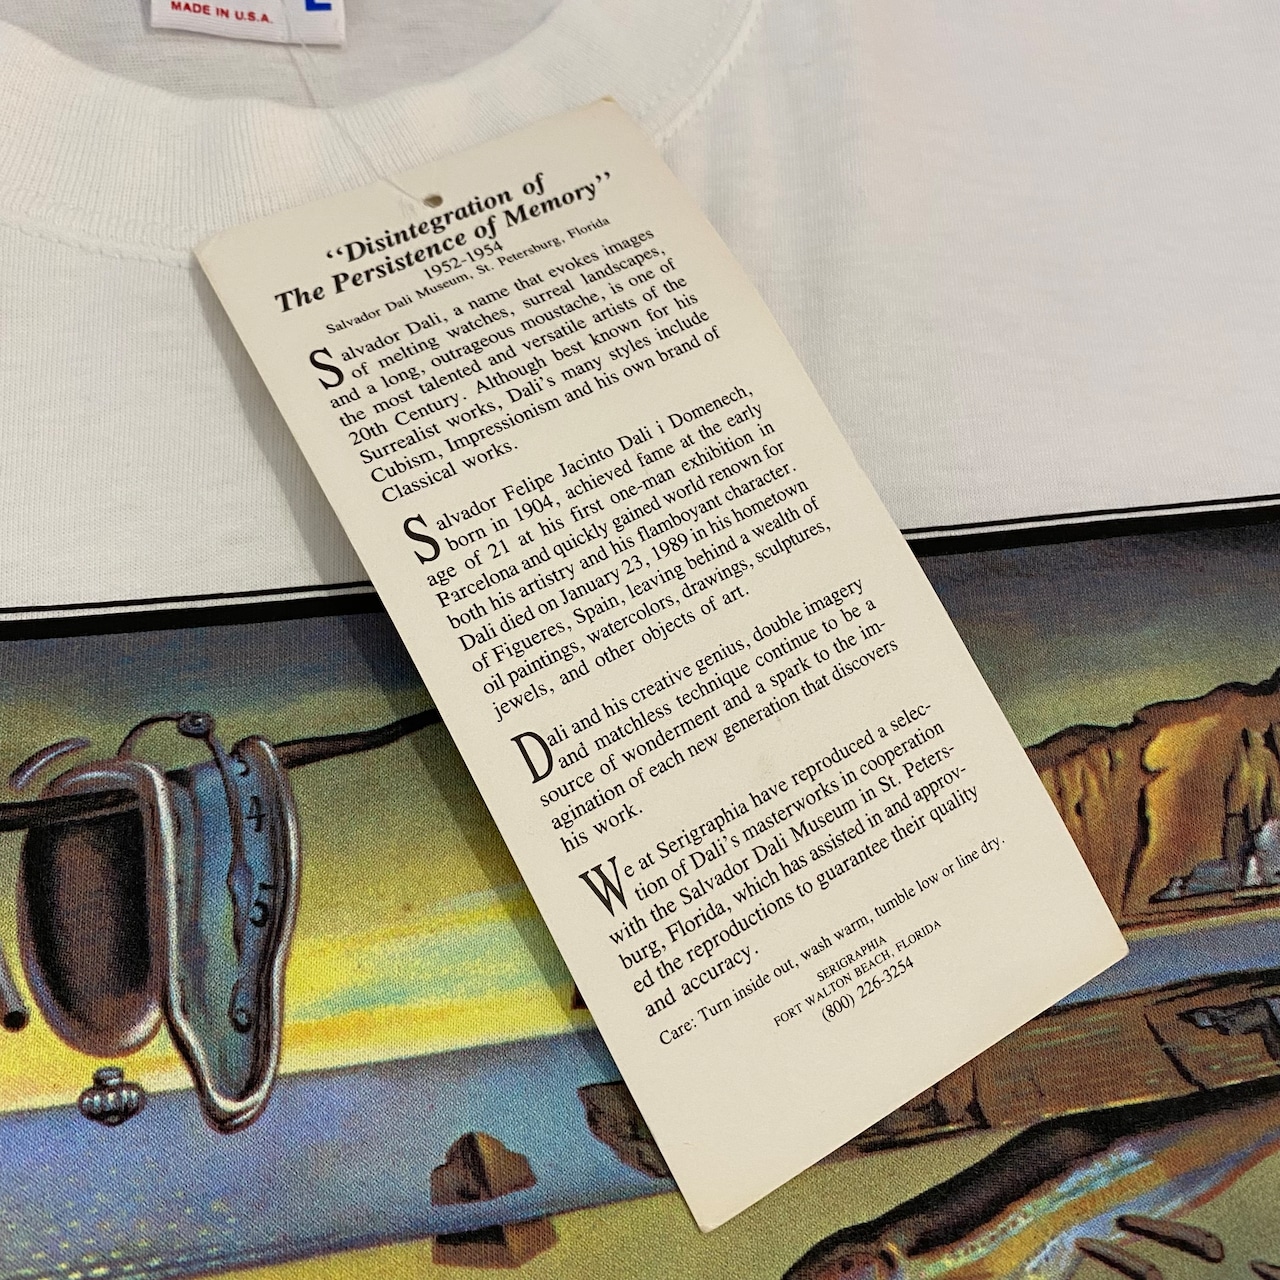 MADE IN U.S.A.
L
“Disintegration of
The Persistence of Memory”
1952-1954
Salvador Dali Museum, St. Petersburg, Florida
Salvador Dali, a name that evokes images
of melting watches, surreal landscapes,
and a long, outrageous moustache, is one of
the most talented and versatile artists of the
20th Century. Although best known for his
Surrealist works, Dali's many styles include
Cubism, Impressionism and his own brand of
Classical works.
Salvador Felipe Jacinto Dali i Domenech,
born in 1904, achieved fame at the early
age of 21 at his first one-man exhibition in
Parcelona and quickly gained world renown for
both his artistry and his flamboyant character.
Dali died on January 23, 1989 in his hometown
of Figueres, Spain, leaving behind a wealth of
oil paintings, watercolors, drawings, sculptures,
jewels, and other objects of art.
Dali and his creative genius, double imagery
and matchless technique continue to be a
source of wonderment and a spark to the im-
agination of each new generation that discovers
his work.
We at Serigraphia have reproduced a selec-
tion of Dali's masterworks in cooperation
with the Salvador Dali Museum in St. Peters-
burg, Florida, which has assisted in and approv-
ed the reproductions to guarantee their quality
and accuracy.
Care: Turn inside out, wash warm, tumble low or line dry.
SERIGRAPHIA
FORT WALTON BEACH, FLORIDA
(800) 226-3254
4
5
6